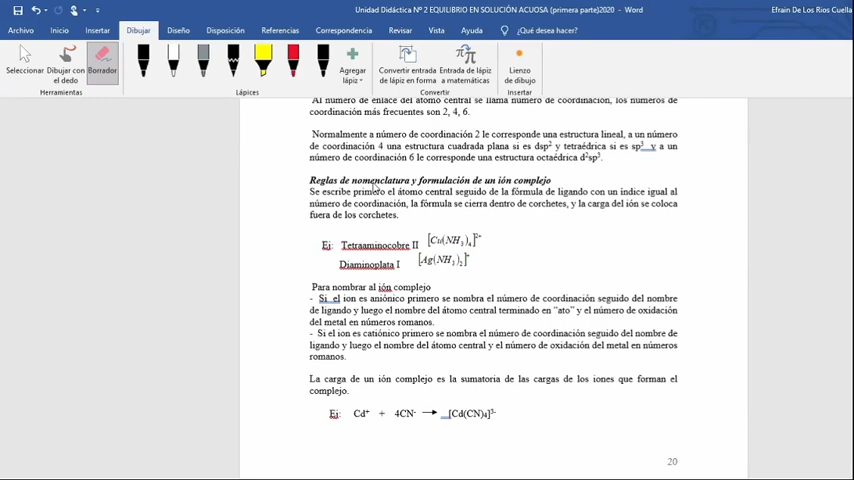 Unidad Didáctica Nº 2 EQUILIBRIO EN SOLUCIÓN ACUOSA (primera parte)2020 - Word
Efrain De Los Rios Cuella
Archivo Inicio Insertar Dibujar Diseño Disposición Referencias Correspondencia Revisar Vista Ayuda ¿Qué desea hacer?
Seleccionar Dibujar con el dedo Borrador Agregar lápiz Convertir entrada de lápiz en forma Entrada de lápiz a matemáticas Lienzo de dibujo
Herramientas Lápices Convertir Insertar
Al número de enlace del átomo central se llama número de coordinación, los números de
coordinación más frecuentes son 2, 4, 6.
Normalmente a número de coordinación 2 le corresponde una estructura lineal, a un número
de coordinación 4 una estructura cuadrada plana si es dsp² y tetraédrica si es sp³ y a un
número de coordinación 6 le corresponde una estructura octaédrica d²sp³.
Reglas de nomenclatura y formulación de un ión complejo
Se escribe primero el átomo central seguido de la fórmula de ligando con un índice igual al
número de coordinación, la fórmula se cierra dentro de corchetes, y la carga del ión se coloca
fuera de los corchetes.
Ej: Tetraaminocobre II [Cu(NH₃)₄]²⁺
Diaminoplata I [Ag(NH₃)₂]⁺
Para nombrar al ión complejo
- Si el ion es aniónico primero se nombra el número de coordinación seguido del nombre
de ligando y luego el nombre del átomo central terminado en “ato” y el número de oxidación
del metal en números romanos.
- Si el ion es catiónico primero se nombra el número de coordinación seguido del nombre de
ligando y luego el nombre del átomo central y el número de oxidación del metal en números
romanos.
La carga de un ión complejo es la sumatoria de las cargas de los iones que forman el
complejo.
Ej: Cd⁺ + 4CN⁻ → [Cd(CN)₄]³⁻
20